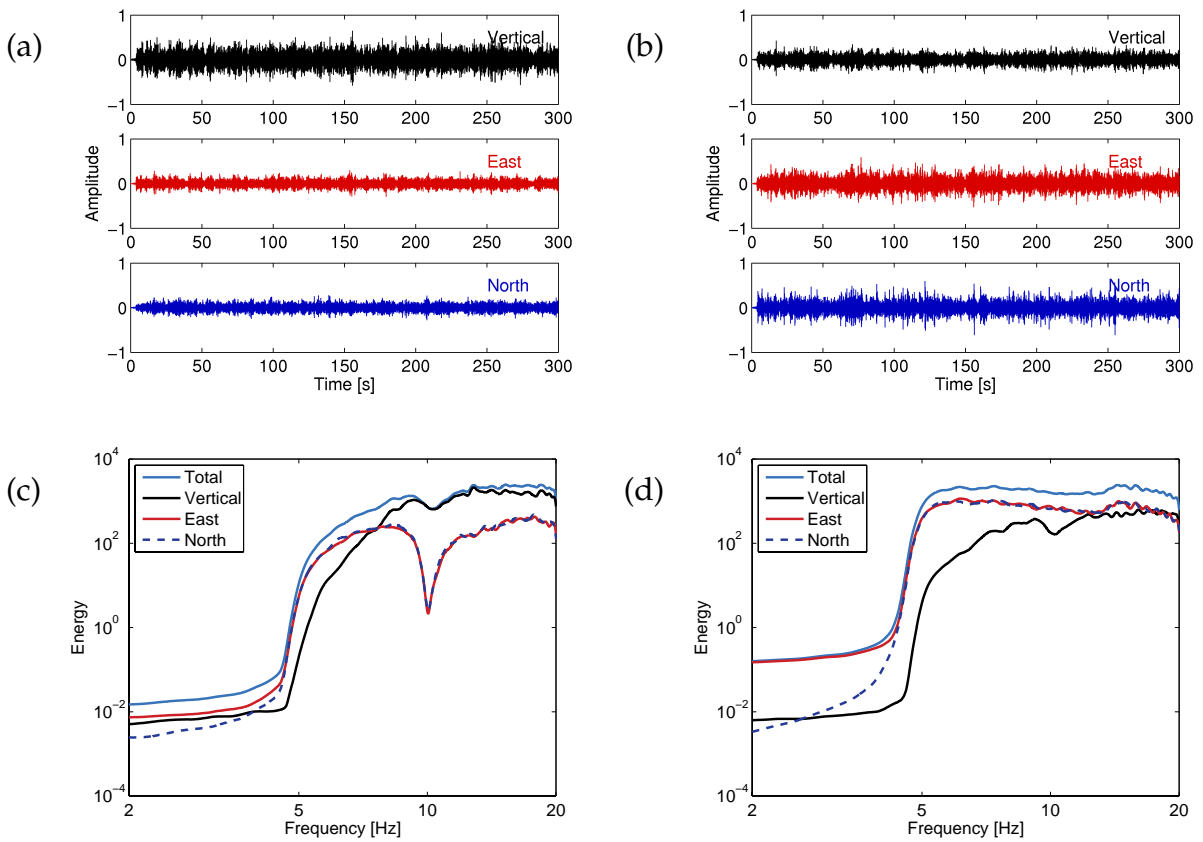 (a)
1
0
−1
Vertical
0 50 100 150 200 250 300
1
0
−1
East
Amplitude
0 50 100 150 200 250 300
1
0
−1
North
0 50 100 150 200 250 300
Time [s]
(b)
1
0
−1
Vertical
0 50 100 150 200 250 300
1
0
−1
East
Amplitude
0 50 100 150 200 250 300
1
0
−1
North
0 50 100 150 200 250 300
Time [s]
(c)
10^4
10^2
10^0
10^−2
10^−4
Energy
Total
Vertical
East
North
2 5 10 20
Frequency [Hz]
(d)
10^4
10^2
10^0
10^−2
10^−4
Energy
Total
Vertical
East
North
2 5 10 20
Frequency [Hz]